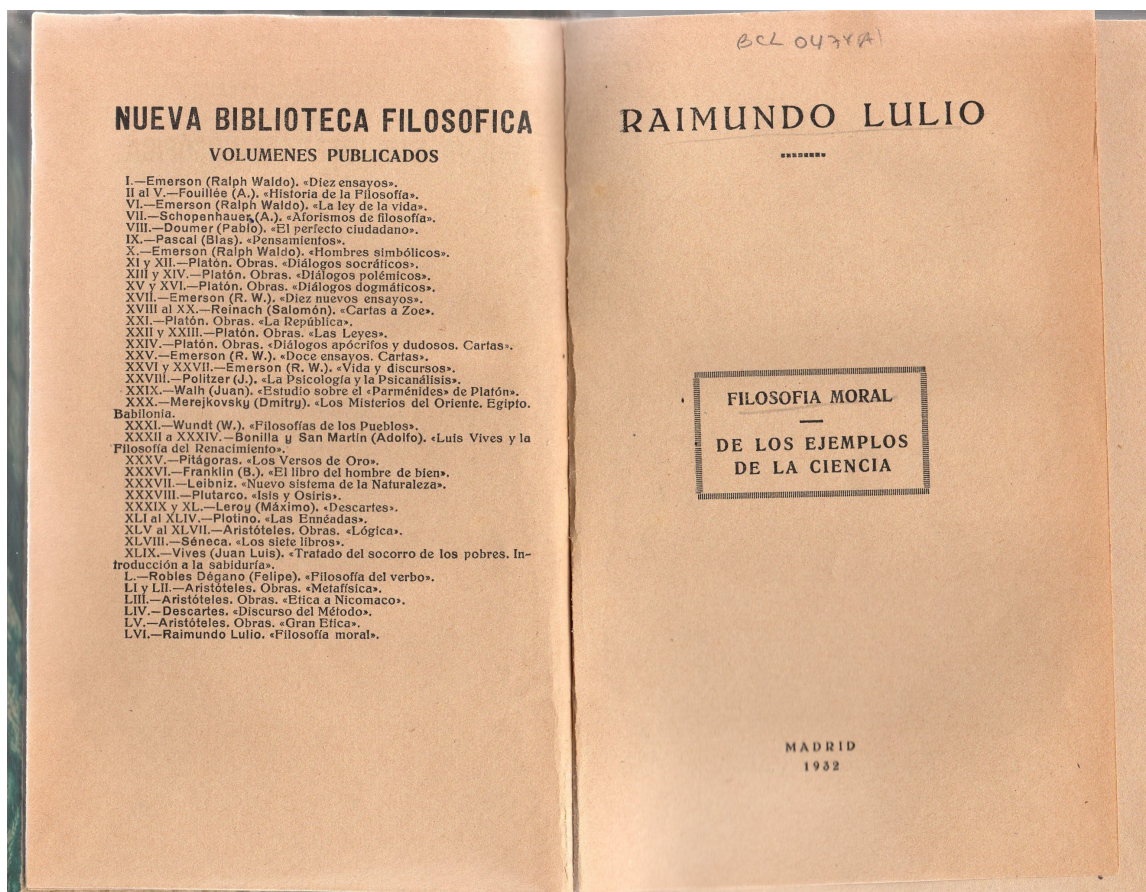 NUEVA BIBLIOTECA FILOSOFICA
VOLUMENES PUBLICADOS
I.—Emerson (Ralph Waldo). «Diez ensayos».
II al V.—Fouillée (A.). «Historia de la Filosofía».
VI.—Emerson (Ralph Waldo). «La ley de la vida».
VII.—Schopenhauer (A.). «Aforismos de filosofía».
VIII.—Doumer (Pablo). «El perfecto ciudadano».
IX.—Pascal (Blas). «Pensamientos».
X.—Emerson (Ralph Waldo). «Hombres simbólicos».
XI y XII.—Platón. Obras. «Diálogos socráticos».
XIII y XIV.—Platón. Obras. «Diálogos polémicos».
XV y XVI.—Platón. Obras. «Diálogos dogmáticos».
XVII.—Emerson (R. W.). «Diez nuevos ensayos».
XVIII al XX.—Reinach (Salomón). «Cartas a Zoe».
XXI.—Platón. Obras. «La República».
XXII y XXIII.—Platón. Obras. «Las Leyes».
XXIV.—Platón. Obras. «Diálogos apócrifos y dudosos. Cartas».
XXV.—Emerson (R. W.). «Doce ensayos. Cartas».
XXVI y XXVII.—Emerson (R. W.). «Vida y discursos».
XXVIII.—Politzer (J.). «La Psicología y la Psicanálisis».
XXIX.—Walh (Juan). «Estudio sobre el «Parménides» de Platón».
XXX.—Merejkovsky (Dmitry). «Los Misterios del Oriente. Egipto.
Babilonia.
XXXI.—Wundt (W.). «Filosofías de los Pueblos».
XXXII a XXXIV.—Bonilla y San Martín (Adolfo). «Luis Vives y la
Filosofía del Renacimiento».
XXXV.—Pitágoras. «Los Versos de Oro».
XXXVI.—Franklin (B.). «El libro del hombre de bien».
XXXVII.—Leibniz. «Nuevo sistema de la Naturaleza».
XXXVIII.—Plutarco. «Isis y Osiris».
XXXIX y XL.—Leroy (Máximo). «Descartes».
XLI al XLIV.—Plotino. «Las Ennéadas».
XLV al XLVII.—Aristóteles. Obras. «Lógica».
XLVIII.—Séneca. «Los siete libros».
XLIX.—Vives (Juan Luis). «Tratado del socorro de los pobres. In-
troducción a la sabiduría».
L.—Robles Dégano (Felipe). «Filosofía del verbo».
LI y LII.—Aristóteles. Obras. «Metafísica».
LIII.—Aristóteles. Obras. «Etica a Nicomaco».
LIV.—Descartes. «Discurso del Método».
LV.—Aristóteles. Obras. «Gran Etica».
LVI.—Raimundo Lulio. «Filosofía moral».
BCL
RAIMUNDO LULIO
FILOSOFIA MORAL
DE LOS EJEMPLOS
DE LA CIENCIA
MADRID
1932